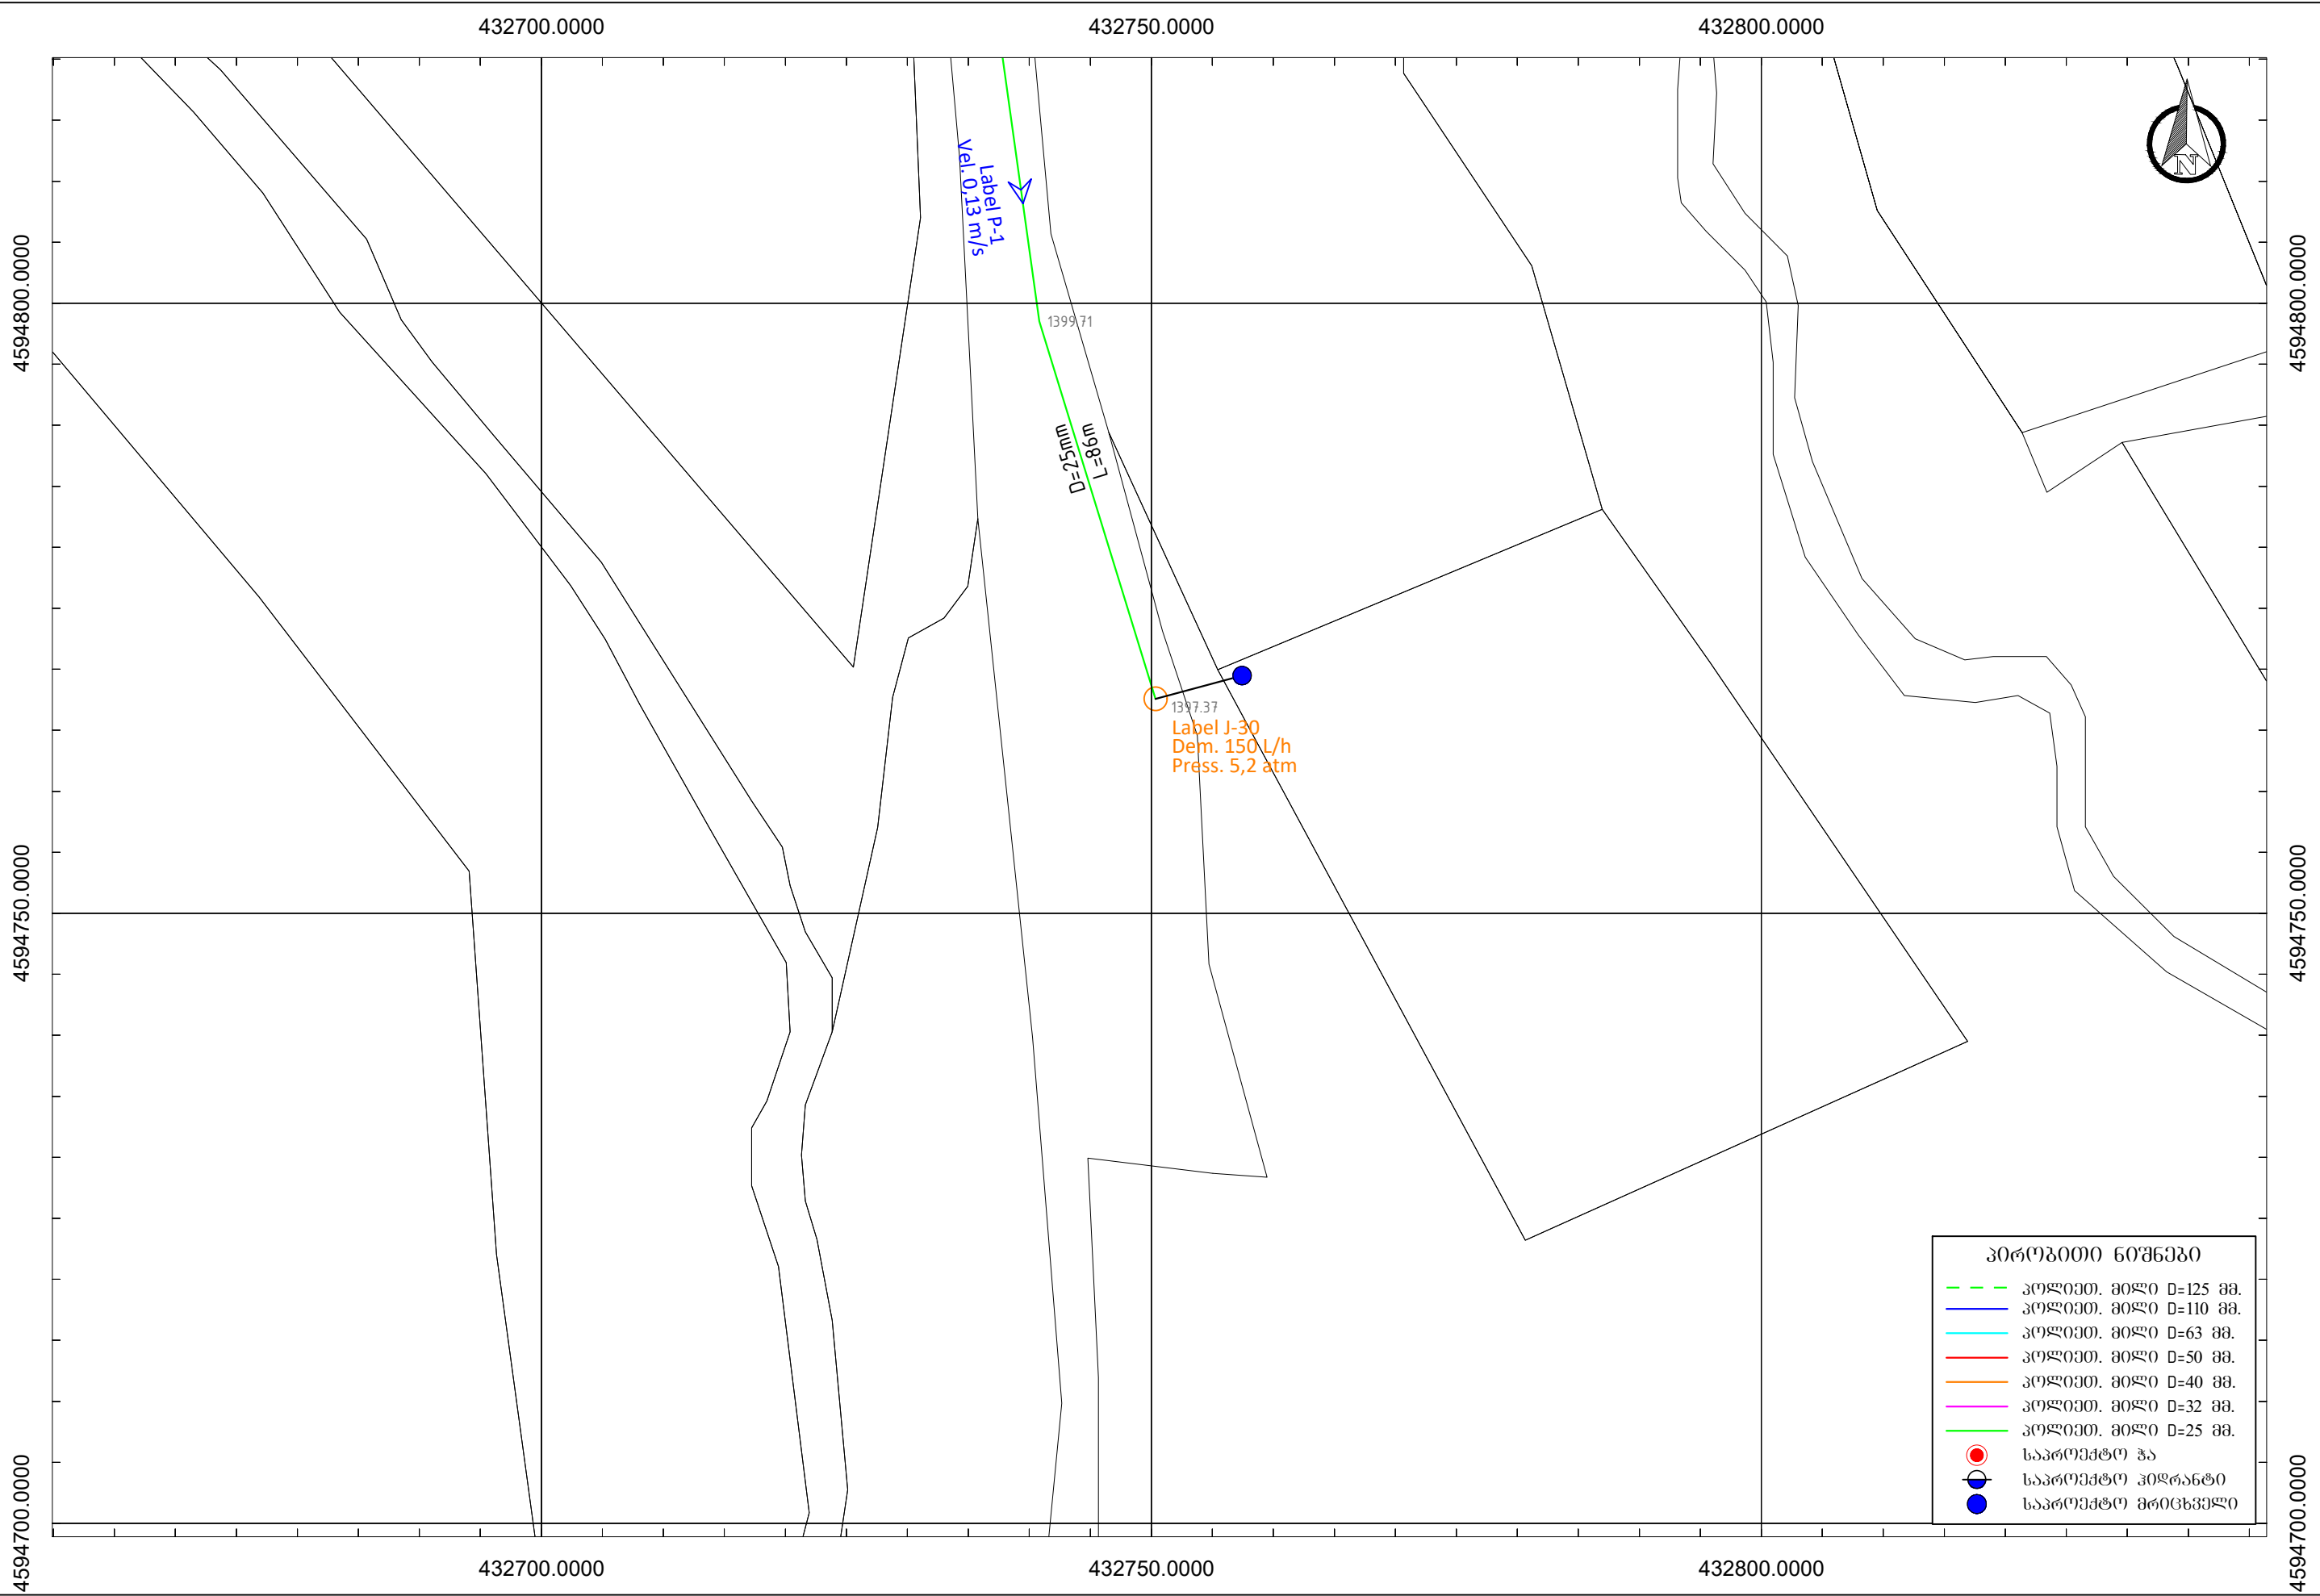 432700.0000
432750.0000
432800.0000
4594800.0000
4594800.0000
Label P-1
Vel. 0,13 m/s
1399.71
L=86m
D=25mm
1397.37
Label J-30
Dem. 150 L/h
Press. 5,2 atm
4594750.0000
4594750.0000
N
პირობითი ნიშნები
პოლიეთ. მილი D=125 მმ.
პოლიეთ. მილი D=110 მმ.
პოლიეთ. მილი D=63 მმ.
პოლიეთ. მილი D=50 მმ.
პოლიეთ. მილი D=40 მმ.
პოლიეთ. მილი D=32 მმ.
პოლიეთ. მილი D=25 მმ.
საპროექტო ჭა
საპროექტო ჰიდრანტი
საპროექტო მრიცხველი
4594700.0000
4594700.0000
432700.0000
432750.0000
432800.0000